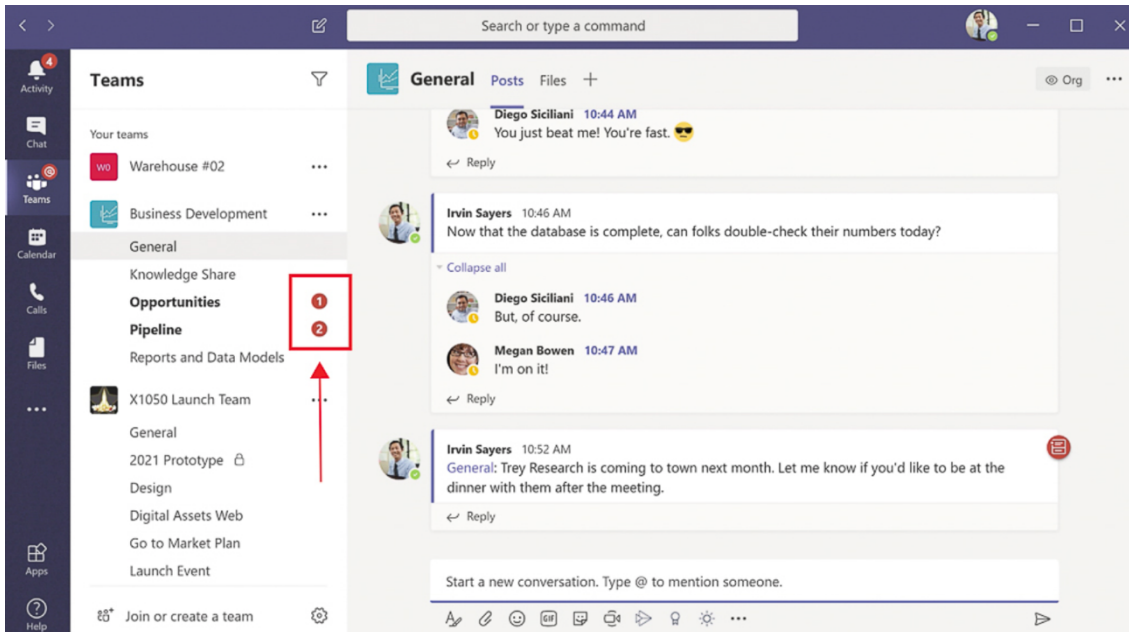 Search or type a command
4
Activity
Chat
@
Teams
Calendar
Calls
Files
Apps
Help
Teams
Your teams
W0
Warehouse #02
Business Development
General
Knowledge Share
Opportunities 1
Pipeline 2
Reports and Data Models
X1050 Launch Team
General
2021 Prototype
Design
Digital Assets Web
Go to Market Plan
Launch Event
Join or create a team
General Posts Files
Org
Diego Siciliani 10:44 AM
You just beat me! You're fast. 😎
Reply
Irvin Sayers 10:46 AM
Now that the database is complete, can folks double-check their numbers today?
Collapse all
Diego Siciliani 10:46 AM
But, of course.
Megan Bowen 10:47 AM
I'm on it!
Reply
Irvin Sayers 10:52 AM
General: Trey Research is coming to town next month. Let me know if you'd like to be at the
dinner with them after the meeting.
Reply
Start a new conversation. Type @ to mention someone.
GIF